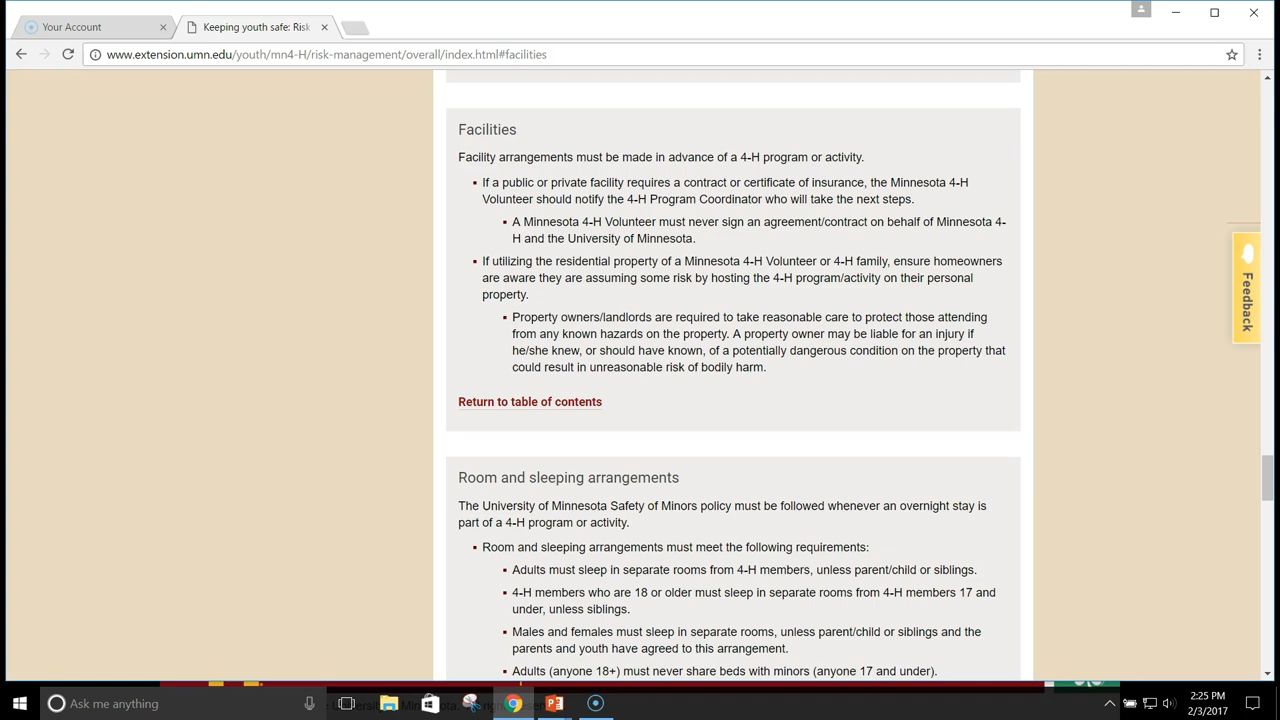 Your Account
Keeping youth safe: Risk
www.extension.umn.edu/youth/mn4-H/risk-management/overall/index.html#facilities
Facilities
Facility arrangements must be made in advance of a 4-H program or activity.
If a public or private facility requires a contract or certificate of insurance, the Minnesota 4-H
Volunteer should notify the 4-H Program Coordinator who will take the next steps.
A Minnesota 4-H Volunteer must never sign an agreement/contract on behalf of Minnesota 4-
H and the University of Minnesota.
If utilizing the residential property of a Minnesota 4-H Volunteer or 4-H family, ensure homeowners
are aware they are assuming some risk by hosting the 4-H program/activity on their personal
property.
Property owners/landlords are required to take reasonable care to protect those attending
from any known hazards on the property. A property owner may be liable for an injury if
he/she knew, or should have known, of a potentially dangerous condition on the property that
could result in unreasonable risk of bodily harm.
Return to table of contents
Feedback
Room and sleeping arrangements
The University of Minnesota Safety of Minors policy must be followed whenever an overnight stay is
part of a 4-H program or activity.
Room and sleeping arrangements must meet the following requirements:
Adults must sleep in separate rooms from 4-H members, unless parent/child or siblings.
4-H members who are 18 or older must sleep in separate rooms from 4-H members 17 and
under, unless siblings.
Males and females must sleep in separate rooms, unless parent/child or siblings and the
parents and youth have agreed to this arrangement.
Adults (anyone 18+) must never share beds with minors (anyone 17 and under).
Ask me anything
2:25 PM
2/3/2017